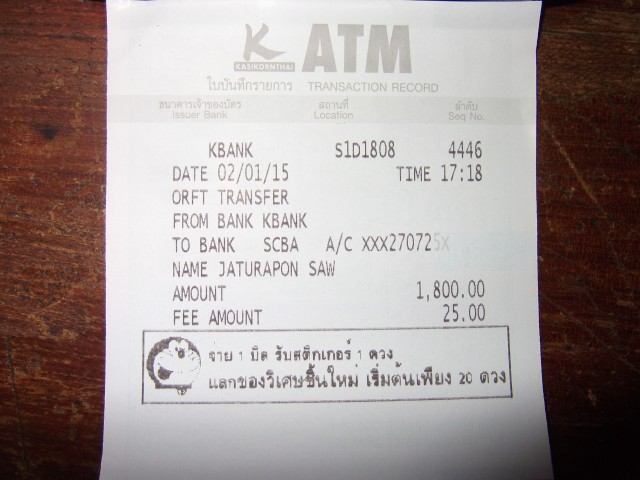 K ATM
KASIKORNTHAI
ใบบันทึกรายการ TRANSACTION RECORD
ธนาคารเจ้าของบัตร สถานที่ ลำดับ
Issuer Bank Location Seq No.
KBANK S1D1808 4446
DATE 02/01/15 TIME 17:18
ORFT TRANSFER
FROM BANK KBANK
TO BANK SCBA A/C XXX270725X
NAME JATURAPON SAW
AMOUNT 1,800.00
FEE AMOUNT 25.00
จ่าย 1 บิล รับสติกเกอร์ 1 ดวง
แลกของวิเศษชิ้นใหม่ เริ่มต้นเพียง 20 ดวง